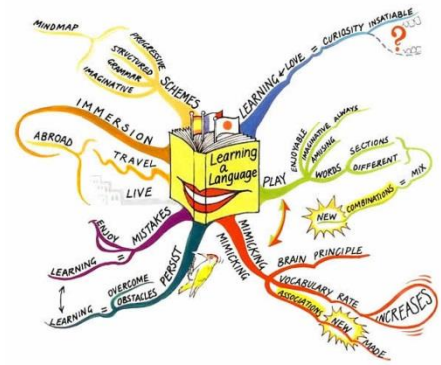 Learning
a
Language
LEARNING + LOVE = CURIOSITY INSATIABLE
?
PLAY
ENJOYABLE
IMAGINATIVE ALWAYS
AMUSING
WORDS
SECTIONS
DIFFERENT
MIX
=
COMBINATIONS
NEW
MIMICKING
MIMICKING
BRAIN PRINCIPLE
VOCABULARY RATE
INCREASES
ASSOCIATIONS
NEW
MADE
PERSIST
OVERCOME
OBSTACLES
=
LEARNING
MISTAKES
ENJOY
=
LEARNING
IMMERSION
TRAVEL
LIVE
ABROAD
SCHEMES
PROGRESSIVE
STRUCTURED
GRAMMAR
IMAGINATIVE
MINDMAP